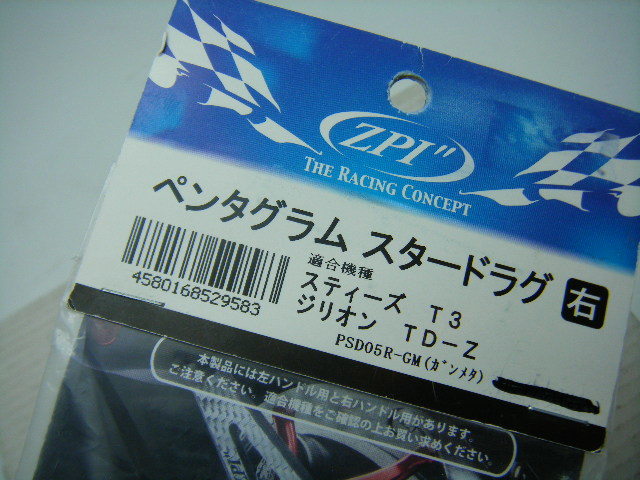 ZPI"
THE RACING CONCEPT
ペンタグラム スタードラグ 右
適合機種
スティーズ T3
ジリオン TD-Z
4580168529583
PSD05R-GM(ｶﾞﾝﾒﾀ)
本製品には左ハンドル用と右ハンドル用があります。
ご注意ください。適合機種をご確認の上お買い求めください。